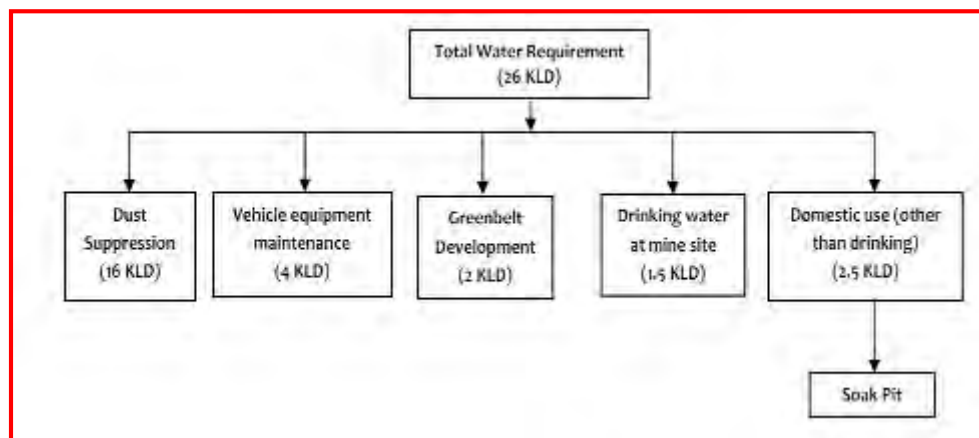 Total Water Requirement
(26 KLD)
Dust
Suppression
(16 KLD)
Vehicle equipment
maintenance
(4 KLD)
Greenbelt
Development
(2 KLD)
Drinking water
at mine site
(1.5 KLD)
Domestic use (other
than drinking)
(2.5 KLD)
Soak Pit